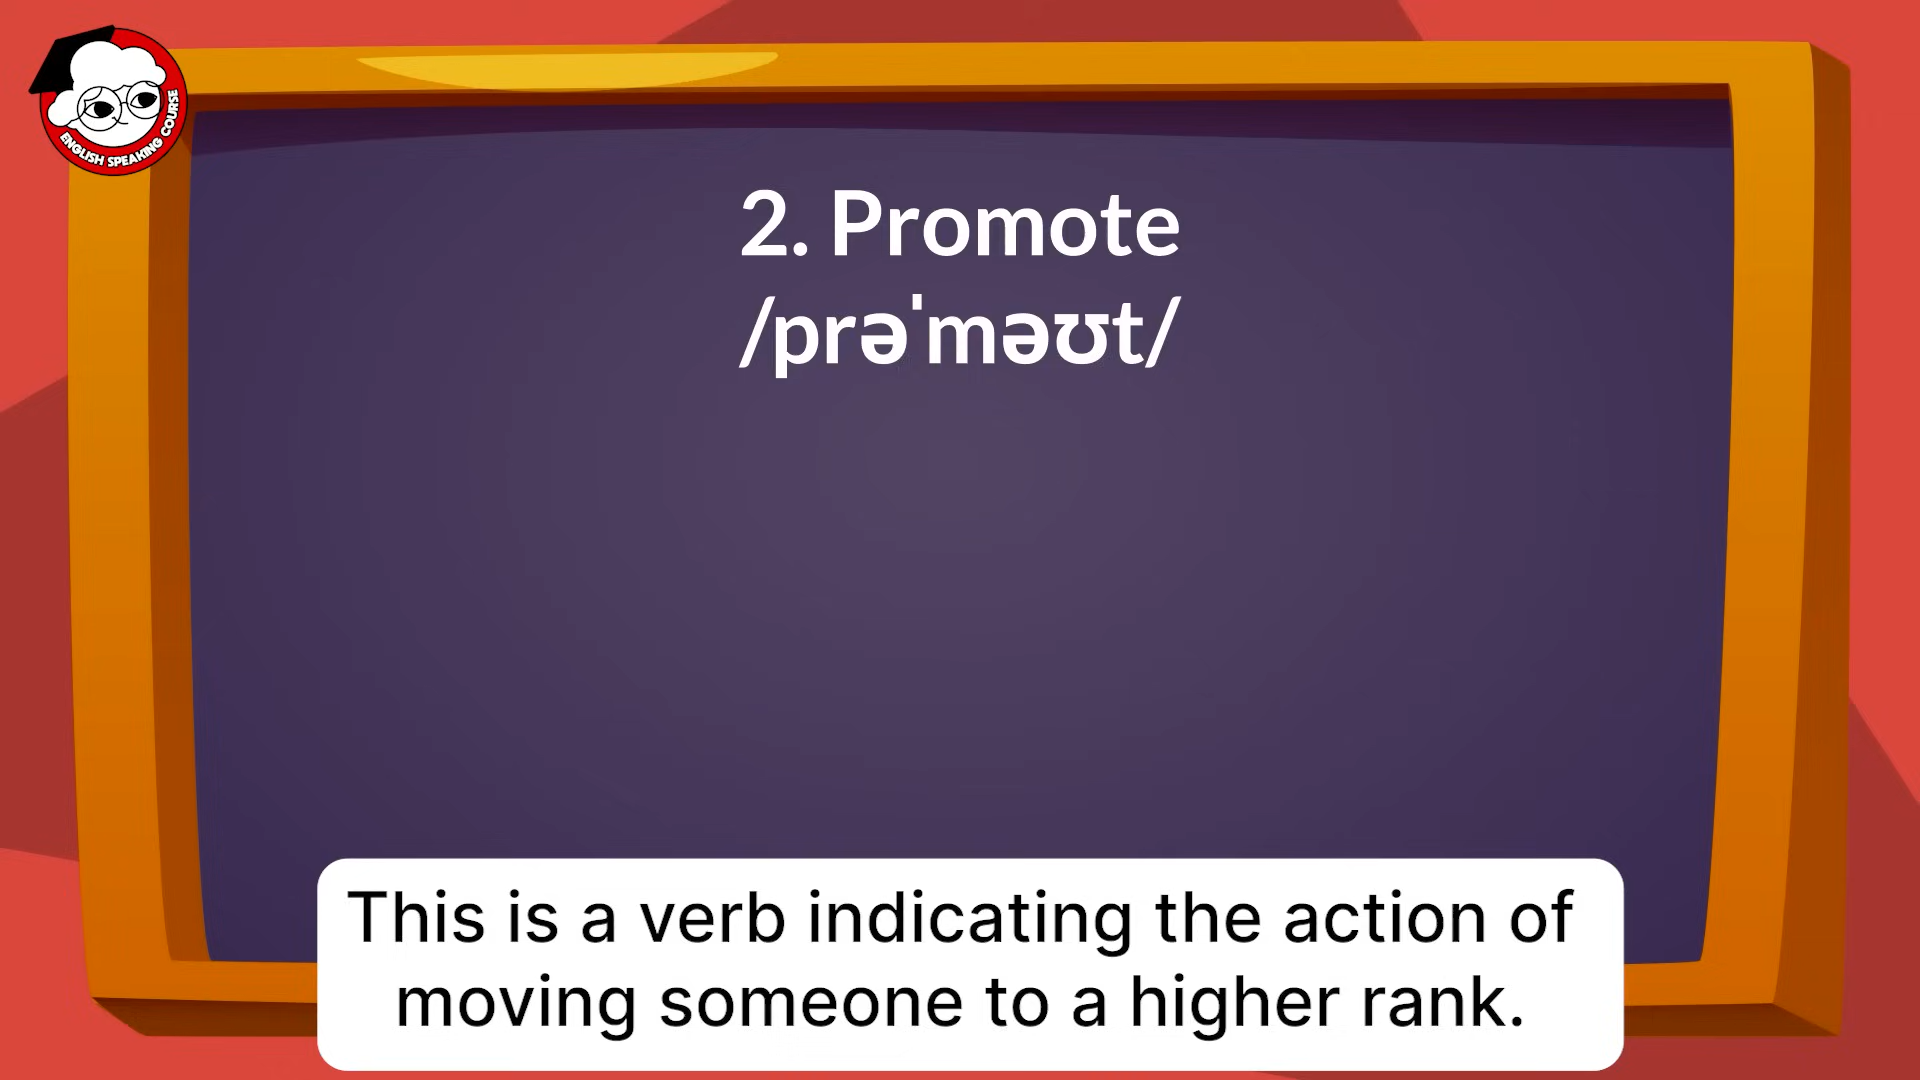 ENGLISH SPEAKING COURSE
2. Promote
/prəˈməʊt/
This is a verb indicating the action of
moving someone to a higher rank.